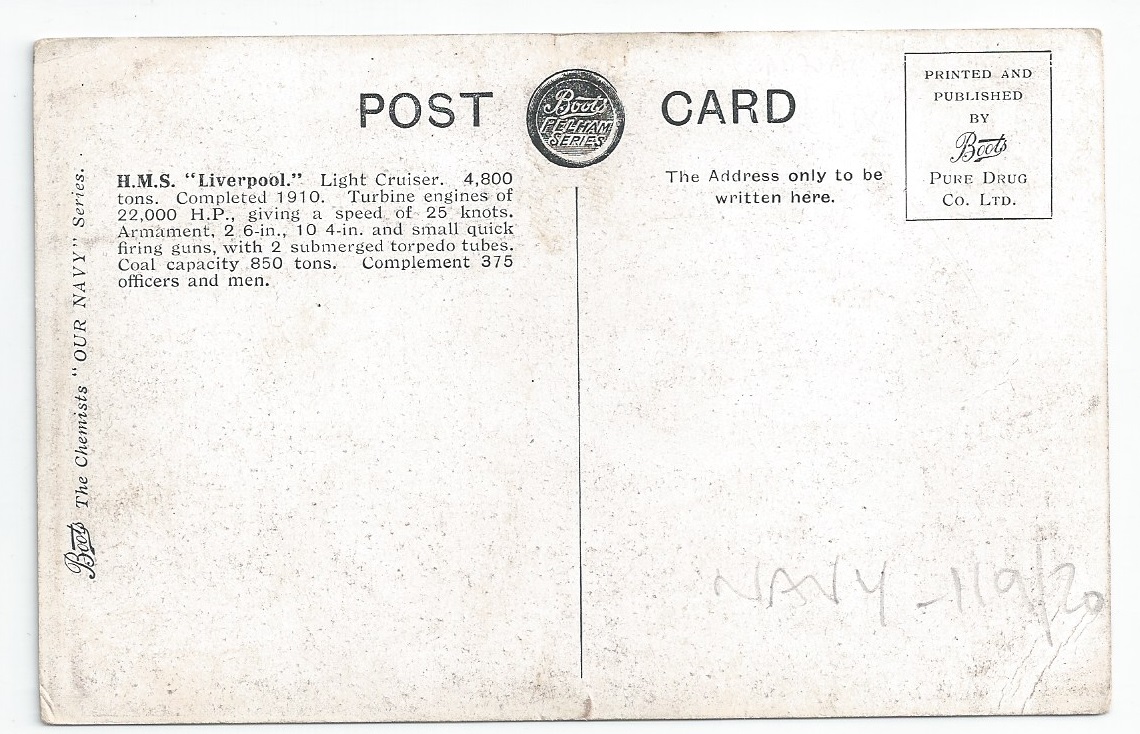 POST CARD
Boots
PELHAM
SERIES
PRINTED AND
PUBLISHED
BY
Boots
PURE DRUG
CO. LTD.
H.M.S. “Liverpool.” Light Cruiser. 4,800
tons. Completed 1910. Turbine engines of
22,000 H.P., giving a speed of 25 knots.
Armament, 2 6-in., 10 4-in. and small quick
firing guns, with 2 submerged torpedo tubes.
Coal capacity 850 tons. Complement 375
officers and men.
The Address only to be
written here.
Boots The Chemists “OUR NAVY” Series.
NAVY - 119/20